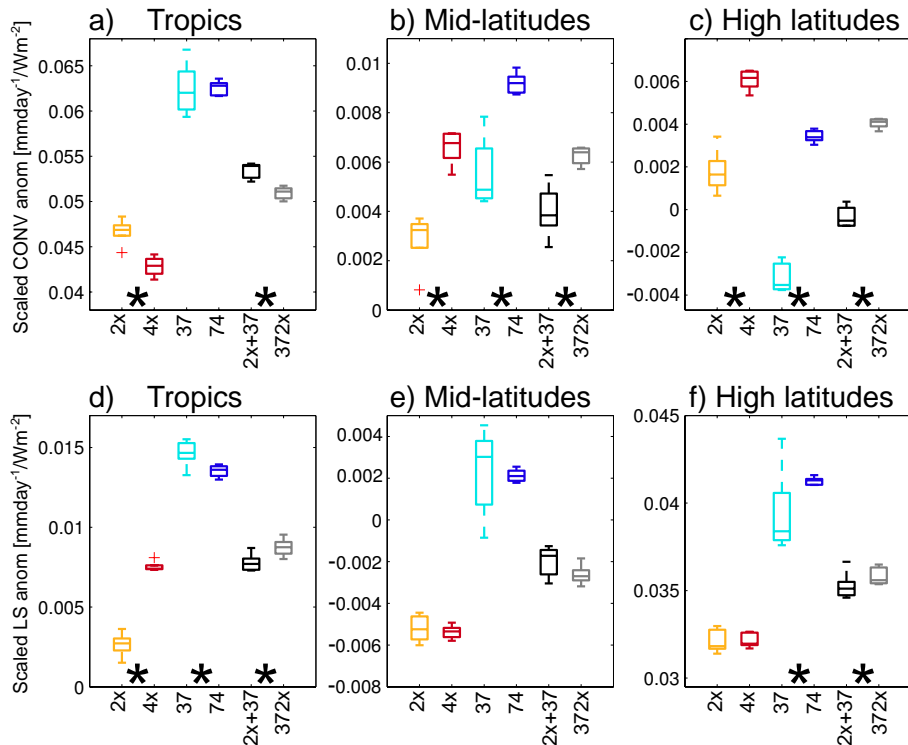 a) Tropics
b) Mid-latitudes
c) High latitudes
Scaled CONV anom [mmday-1/Wm-2]
0.065
0.06
0.055
0.05
0.045
0.04
2x
4x
37
74
2x+37
372x
0.01
0.008
0.006
0.004
0.002
0
2x
4x
37
74
2x+37
372x
0.006
0.004
0.002
0
-0.002
-0.004
2x
4x
37
74
2x+37
372x
d) Tropics
e) Mid-latitudes
f) High latitudes
Scaled LS anom [mmday-1/Wm-2]
0.015
0.01
0.005
0
2x
4x
37
74
2x+37
372x
0.004
0.002
0
-0.002
-0.004
-0.006
-0.008
2x
4x
37
74
2x+37
372x
0.045
0.04
0.035
0.03
2x
4x
37
74
2x+37
372x